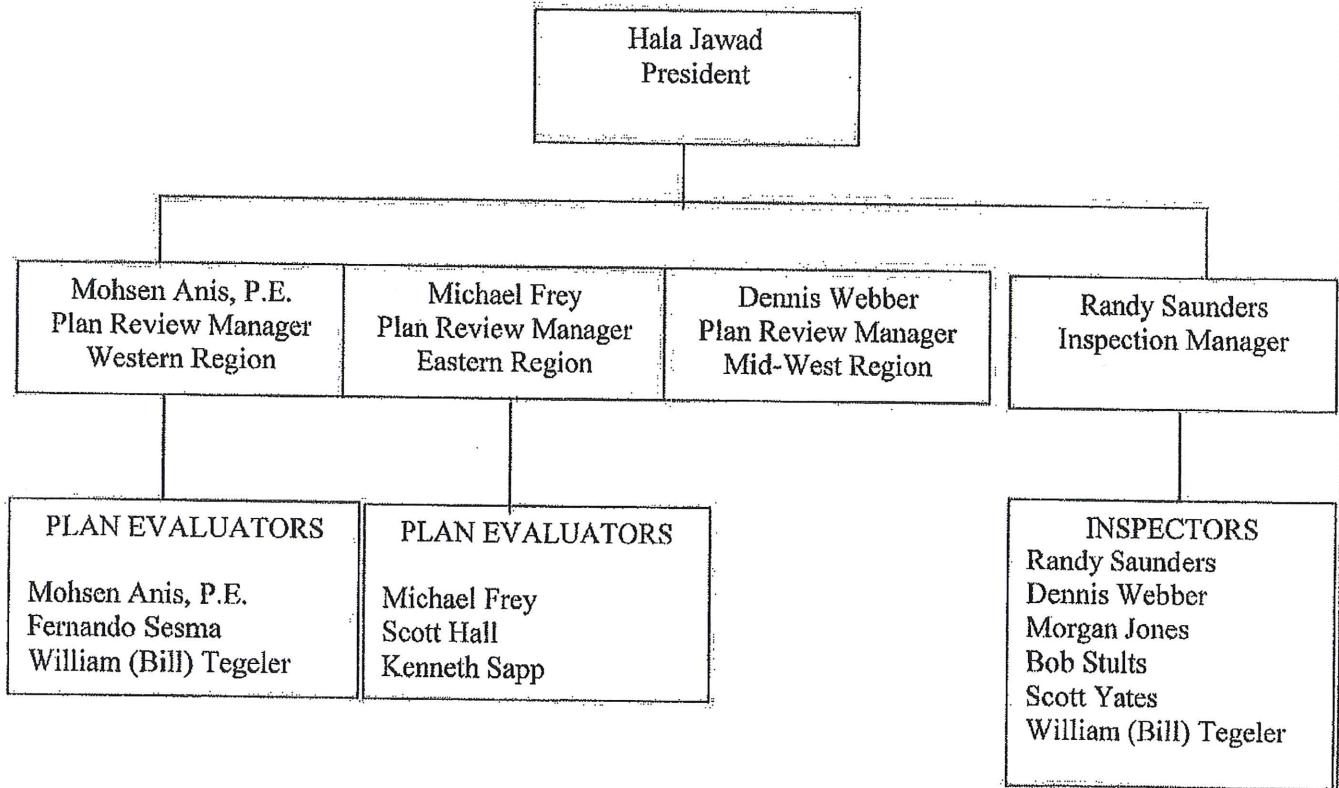 Hala Jawad
President
Mohsen Anis, P.E.
Plan Review Manager
Western Region
Michael Frey
Plan Review Manager
Eastern Region
Dennis Webber
Plan Review Manager
Mid-West Region
Randy Saunders
Inspection Manager
PLAN EVALUATORS
Mohsen Anis, P.E.
Fernando Sesma
William (Bill) Tegeler
PLAN EVALUATORS
Michael Frey
Scott Hall
Kenneth Sapp
INSPECTORS
Randy Saunders
Dennis Webber
Morgan Jones
Bob Stults
Scott Yates
William (Bill) Tegeler